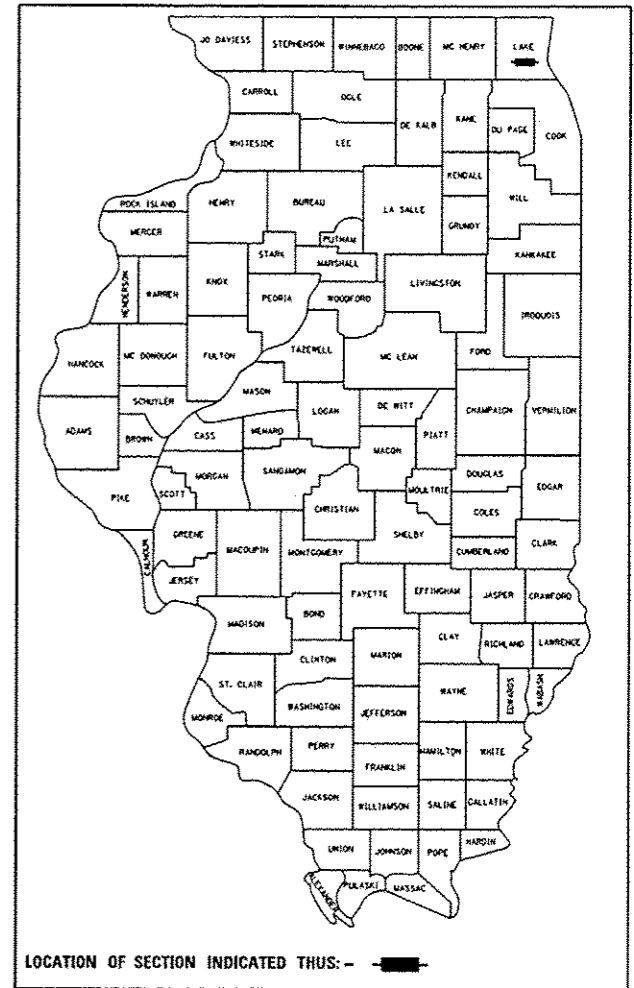 JO DAVIESS STEPHENSON WINNEBAGO BOONE MC HENRY LAKE
CARROLL OGLE
DE KALB KANE DU PAGE COOK
WHITESIDE LEE
KENDALL
ROCK ISLAND HENRY BUREAU LA SALLE WILL
MERCER PUTNAM GRUNDY
STARK MARSHALL KANKAKEE
HENDERSON WARREN KNOX PEORIA WOODFORD LIVINGSTON IROQUOIS
FORD
HANCOCK MC DONOUGH FULTON TAZEWELL MC LEAN
MASON
SCHUYLER LOGAN DE WITT CHAMPAIGN VERMILION
ADAMS BROWN CASS MENARD PIATT
MACON
MORGAN SANGAMON DOUGLAS
PIKE SCOTT CHRISTIAN MOULTRIE EDGAR
COLES
GREENE SHELBY
CALHOUN MACOUPIN MONTGOMERY CUMBERLAND CLARK
JERSEY
FAYETTE EFFINGHAM JASPER CRAWFORD
MADISON BOND
CLAY RICHLAND LAWRENCE
CLINTON MARION
ST. CLAIR WAYNE EDWARDS WABASH
MONROE WASHINGTON JEFFERSON
RANDOLPH PERRY HAMILTON WHITE
FRANKLIN
JACKSON WILLIAMSON SALINE GALLATIN
UNION JOHNSON POPE HARDIN
ALEXANDER PULASKI MASSAC
LOCATION OF SECTION INDICATED THUS: -